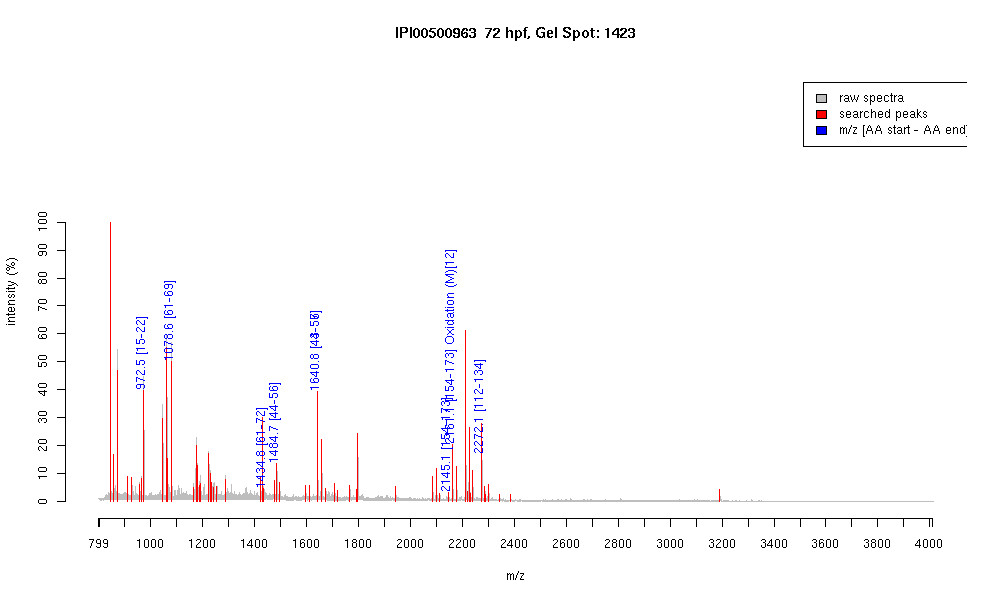 IPI00500963 72 hpf, Gel Spot: 1423
raw spectra
searched peaks
m/z [AA start - AA end]
intensity (%)
100
90
80
70
60
50
40
30
20
10
0
972.5 [15-22]
1078.6 [61-69]
1434.8 [61-72]
1484.7 [44-56]
1640.8
2145.1 [154-173]
2161.1 [154-173] Oxidation (M)[12]
2272.1 [112-134]
799 1000 1200 1400 1600 1800 2000 2200 2400 2600 2800 3000 3200 3400 3600 3800 4000
m/z